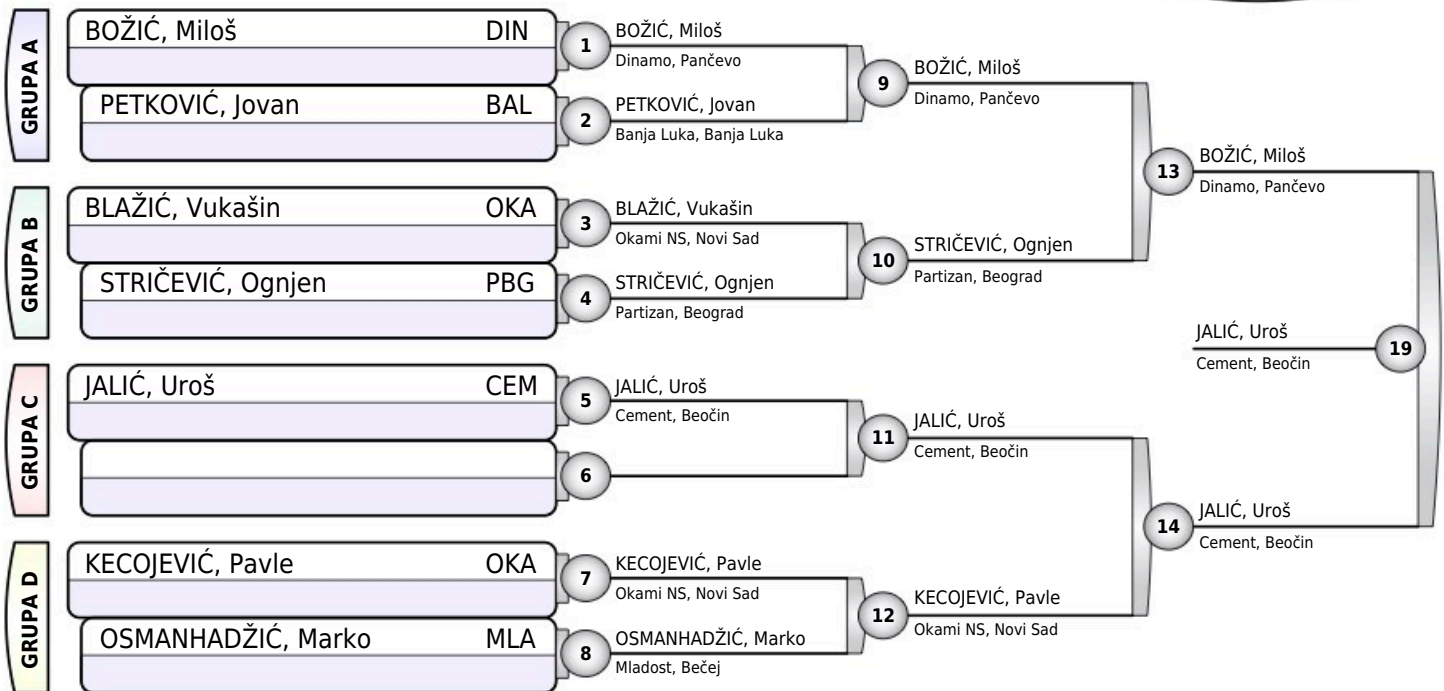 GRUPA A
BOŽIĆ, Miloš DIN
PETKOVIĆ, Jovan BAL
1
BOŽIĆ, Miloš
Dinamo, Pančevo
2
PETKOVIĆ, Jovan
Banja Luka, Banja Luka
9
BOŽIĆ, Miloš
Dinamo, Pančevo
GRUPA B
BLAŽIĆ, Vukašin OKA
STRIČEVIĆ, Ognjen PBG
3
BLAŽIĆ, Vukašin
Okami NS, Novi Sad
4
STRIČEVIĆ, Ognjen
Partizan, Beograd
10
STRIČEVIĆ, Ognjen
Partizan, Beograd
13
BOŽIĆ, Miloš
Dinamo, Pančevo
GRUPA C
JALIĆ, Uroš CEM
5
JALIĆ, Uroš
Cement, Beočin
6
11
JALIĆ, Uroš
Cement, Beočin
GRUPA D
KECOJEVIĆ, Pavle OKA
OSMANHADŽIĆ, Marko MLA
7
KECOJEVIĆ, Pavle
Okami NS, Novi Sad
8
OSMANHADŽIĆ, Marko
Mladost, Bečej
12
KECOJEVIĆ, Pavle
Okami NS, Novi Sad
14
JALIĆ, Uroš
Cement, Beočin
JALIĆ, Uroš
Cement, Beočin
19